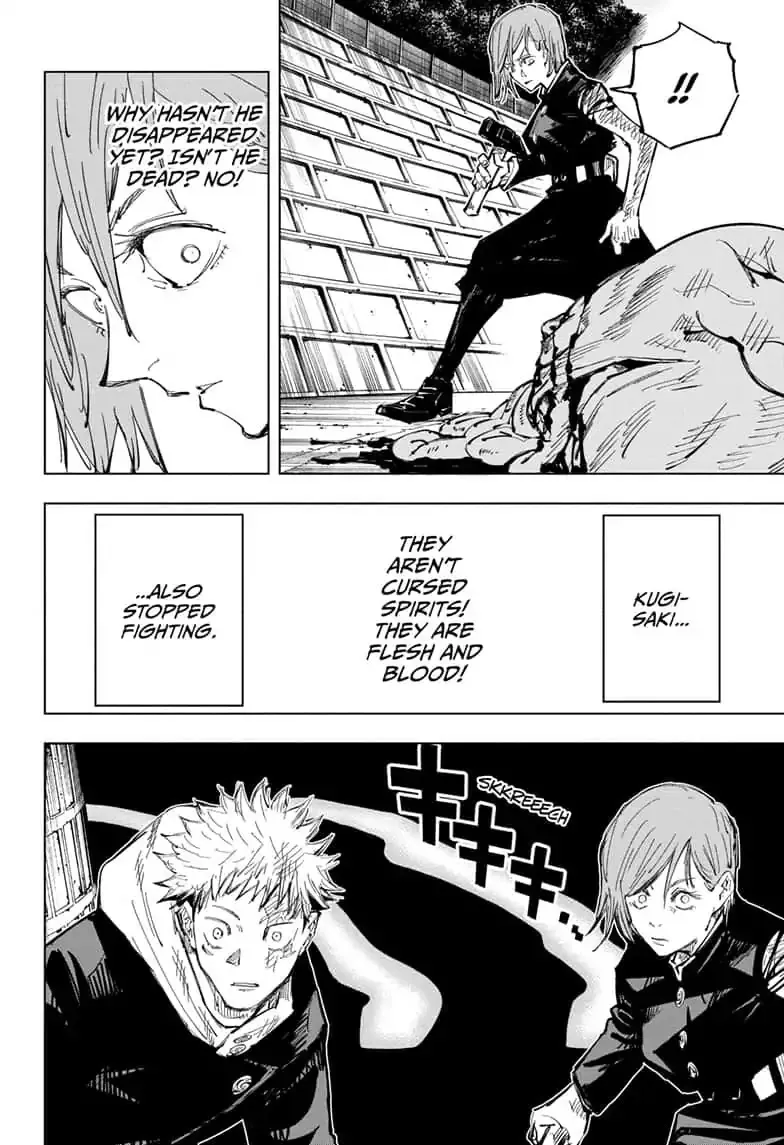 !!
WHY HASN'T HE
DISAPPEARED
YET? ISN'T HE
DEAD? NO!
KUGI-
SAKI...
THEY
AREN'T
CURSED
SPIRITS!
THEY ARE
FLESH AND
BLOOD!
...ALSO
STOPPED
FIGHTING.
SKKREEECH
キキキ…